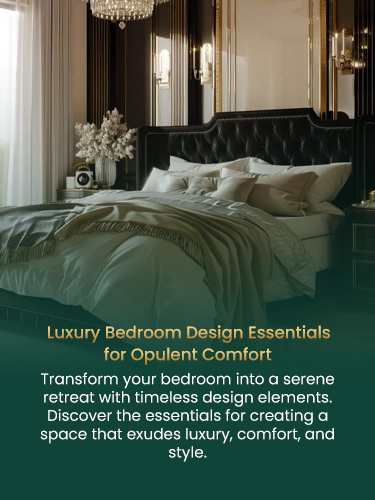 Luxury Bedroom Design Essentials
for Opulent Comfort
Transform your bedroom into a serene
retreat with timeless design elements.
Discover the essentials for creating a
space that exudes luxury, comfort, and
style.